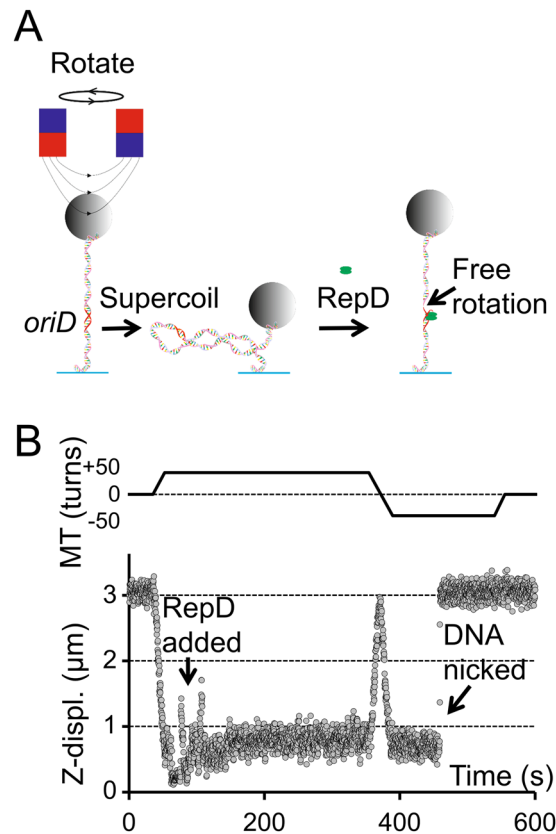 A
Rotate
oriD
Supercoil
RepD
Free
rotation
B
MT (turns)
+50
0
-50
Z-displ. (µm)
3
2
1
0
RepD
added
DNA
nicked
Time (s)
0
200
400
600